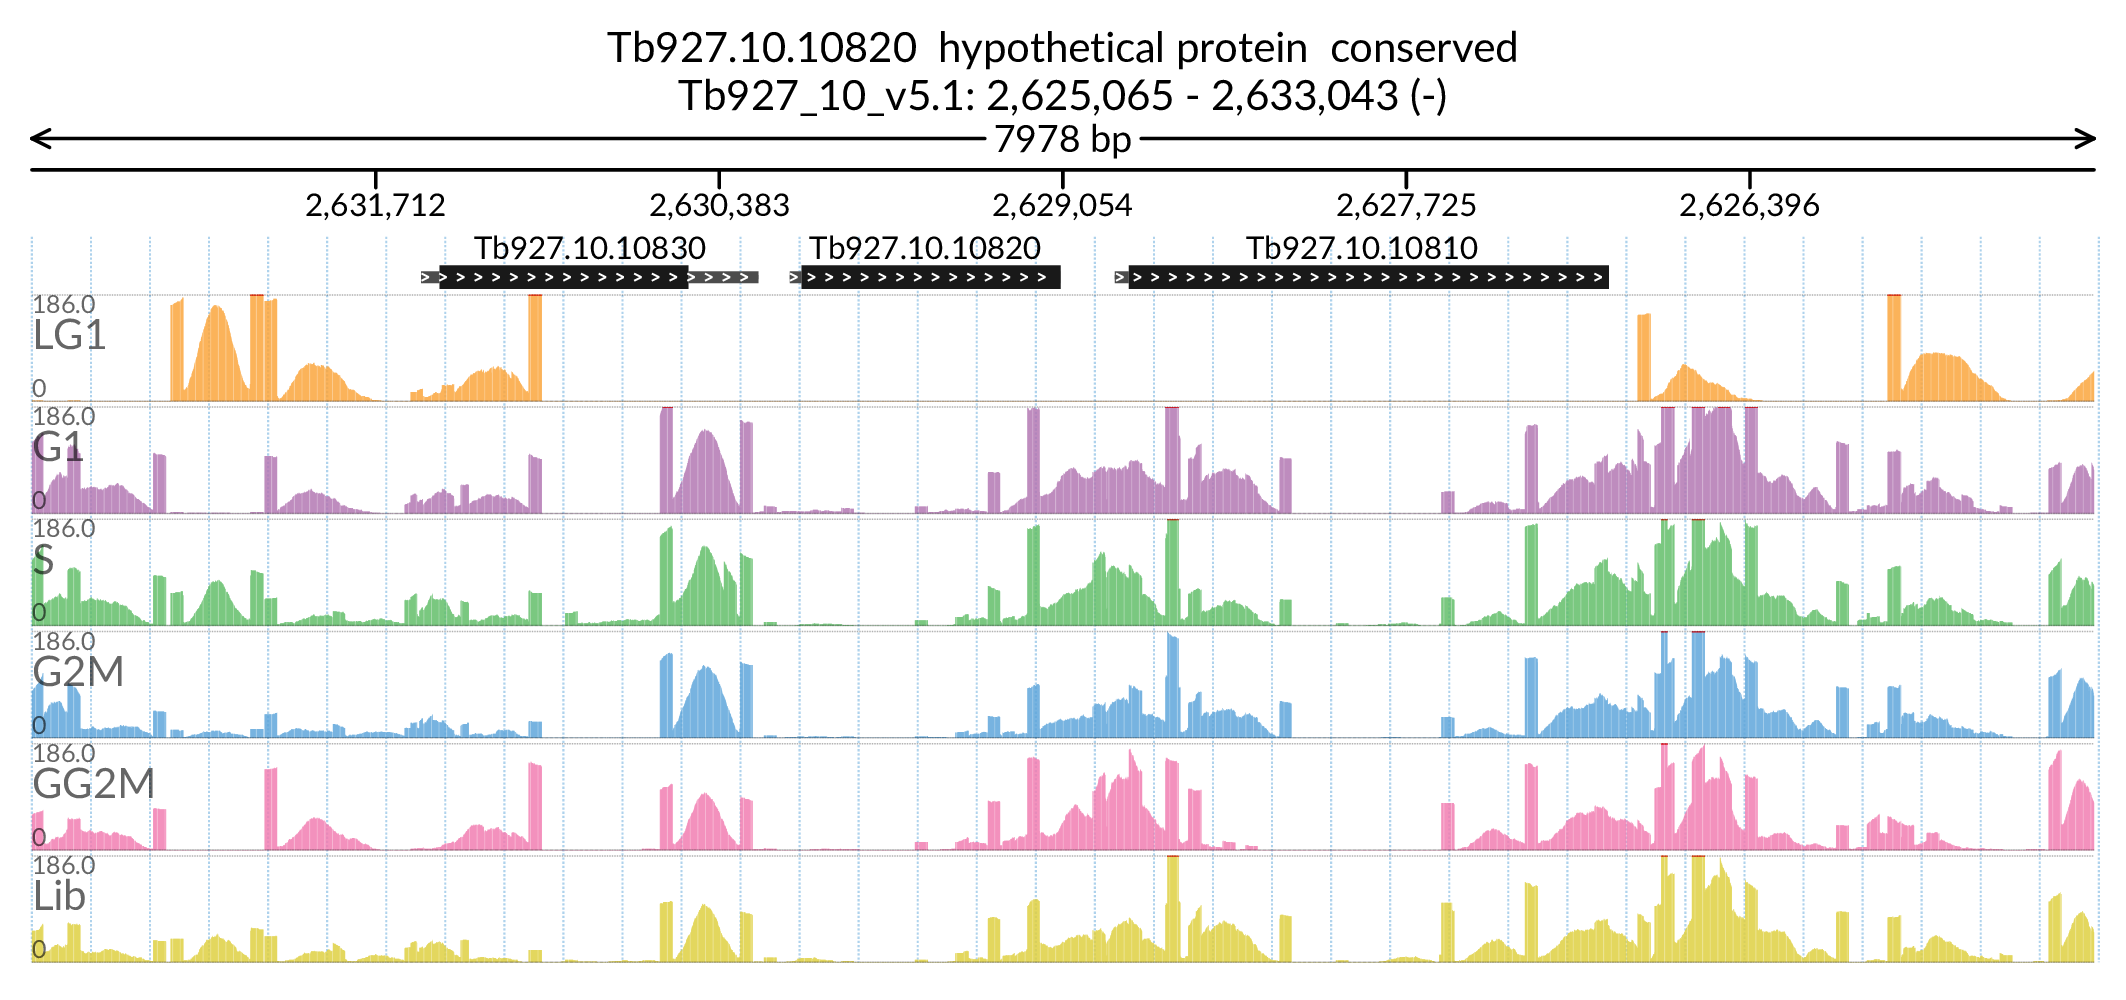 Tb927.10.10820  hypothetical protein  conserved
Tb927_10_v5.1: 2,625,065 - 2,633,043 (-)
7978 bp
2,631,712 2,630,383 2,629,054 2,627,725 2,626,396
Tb927.10.10830 Tb927.10.10820 Tb927.10.10810
186.0
LG1
0
186.0
G1
0
186.0
S
0
186.0
G2M
0
186.0
GG2M
0
186.0
Lib
0